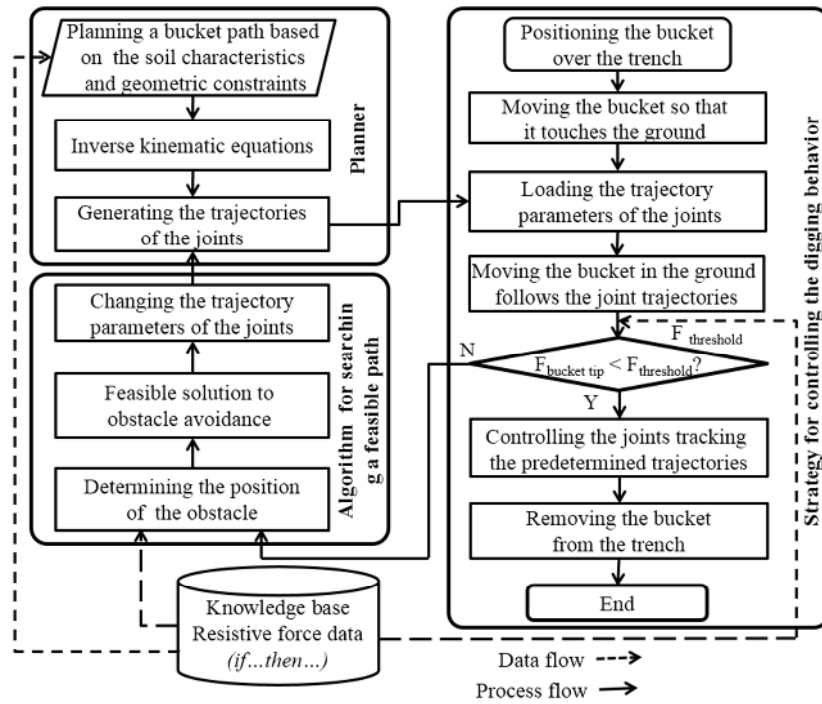 Planning a bucket path based
on the soil characteristics
and geometric constraints
Inverse kinematic equations
Generating the trajectories
of the joints
Planner
Changing the trajectory
parameters of the joints
Feasible solution to
obstacle avoidance
Determining the position
of the obstacle
Algorithm for searchin
g a feasible path
Knowledge base
Resistive force data
(if...then...)
Positioning the bucket
over the trench
Moving the bucket so that
it touches the ground
Loading the trajectory
parameters of the joints
Moving the bucket in the ground
follows the joint trajectories
F threshold
N
F bucket tip < F threshold?
Y
Controlling the joints tracking
the predetermined trajectories
Removing the bucket
from the trench
End
Strategy for controlling the digging behavior
Data flow
Process flow